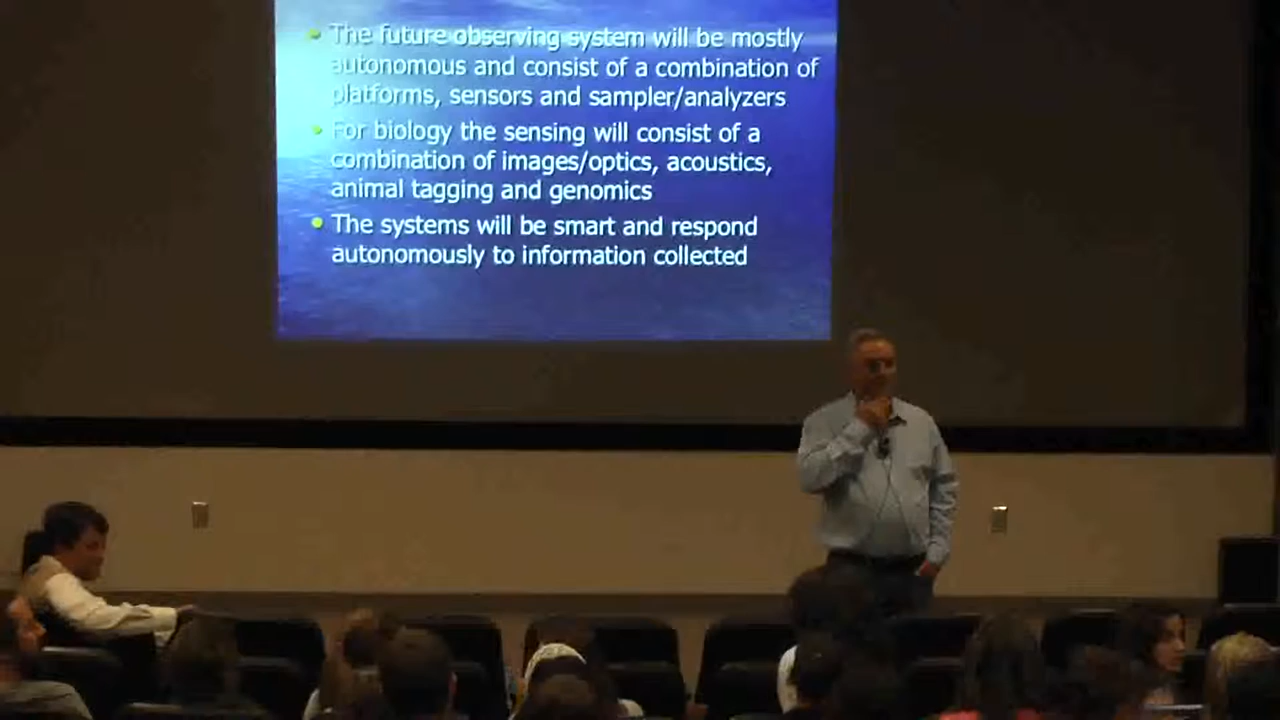 The future observing system will be mostly
autonomous and consist of a combination of
platforms, sensors and sampler/analyzers
For biology the sensing will consist of a
combination of images/optics, acoustics,
animal tagging and genomics
The systems will be smart and respond
autonomously to information collected